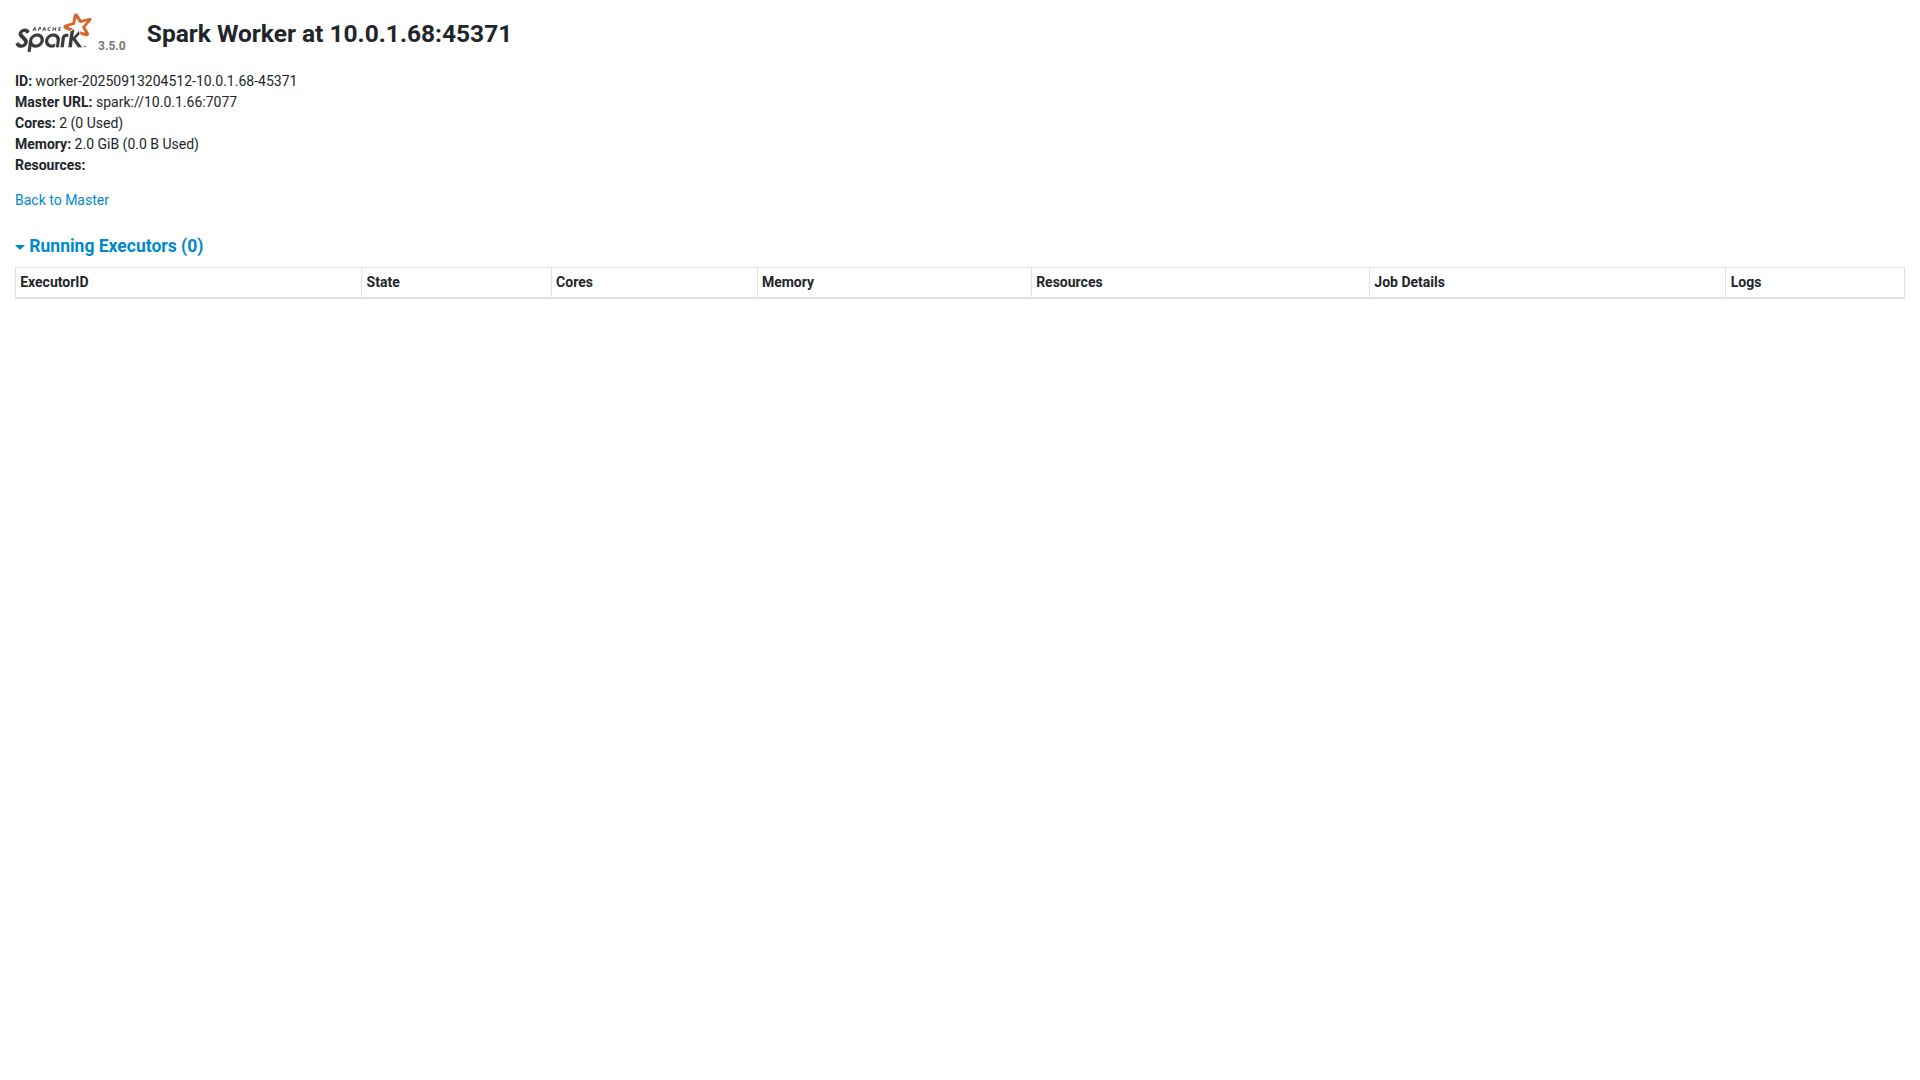 APACHE
Spark 3.5.0 Spark Worker at 10.0.1.68:45371
ID: worker-20250913204512-10.0.1.68-45371
Master URL: spark://10.0.1.66:7077
Cores: 2 (0 Used)
Memory: 2.0 GiB (0.0 B Used)
Resources:
Back to Master
Running Executors (0)
ExecutorID State Cores Memory Resources Job Details Logs